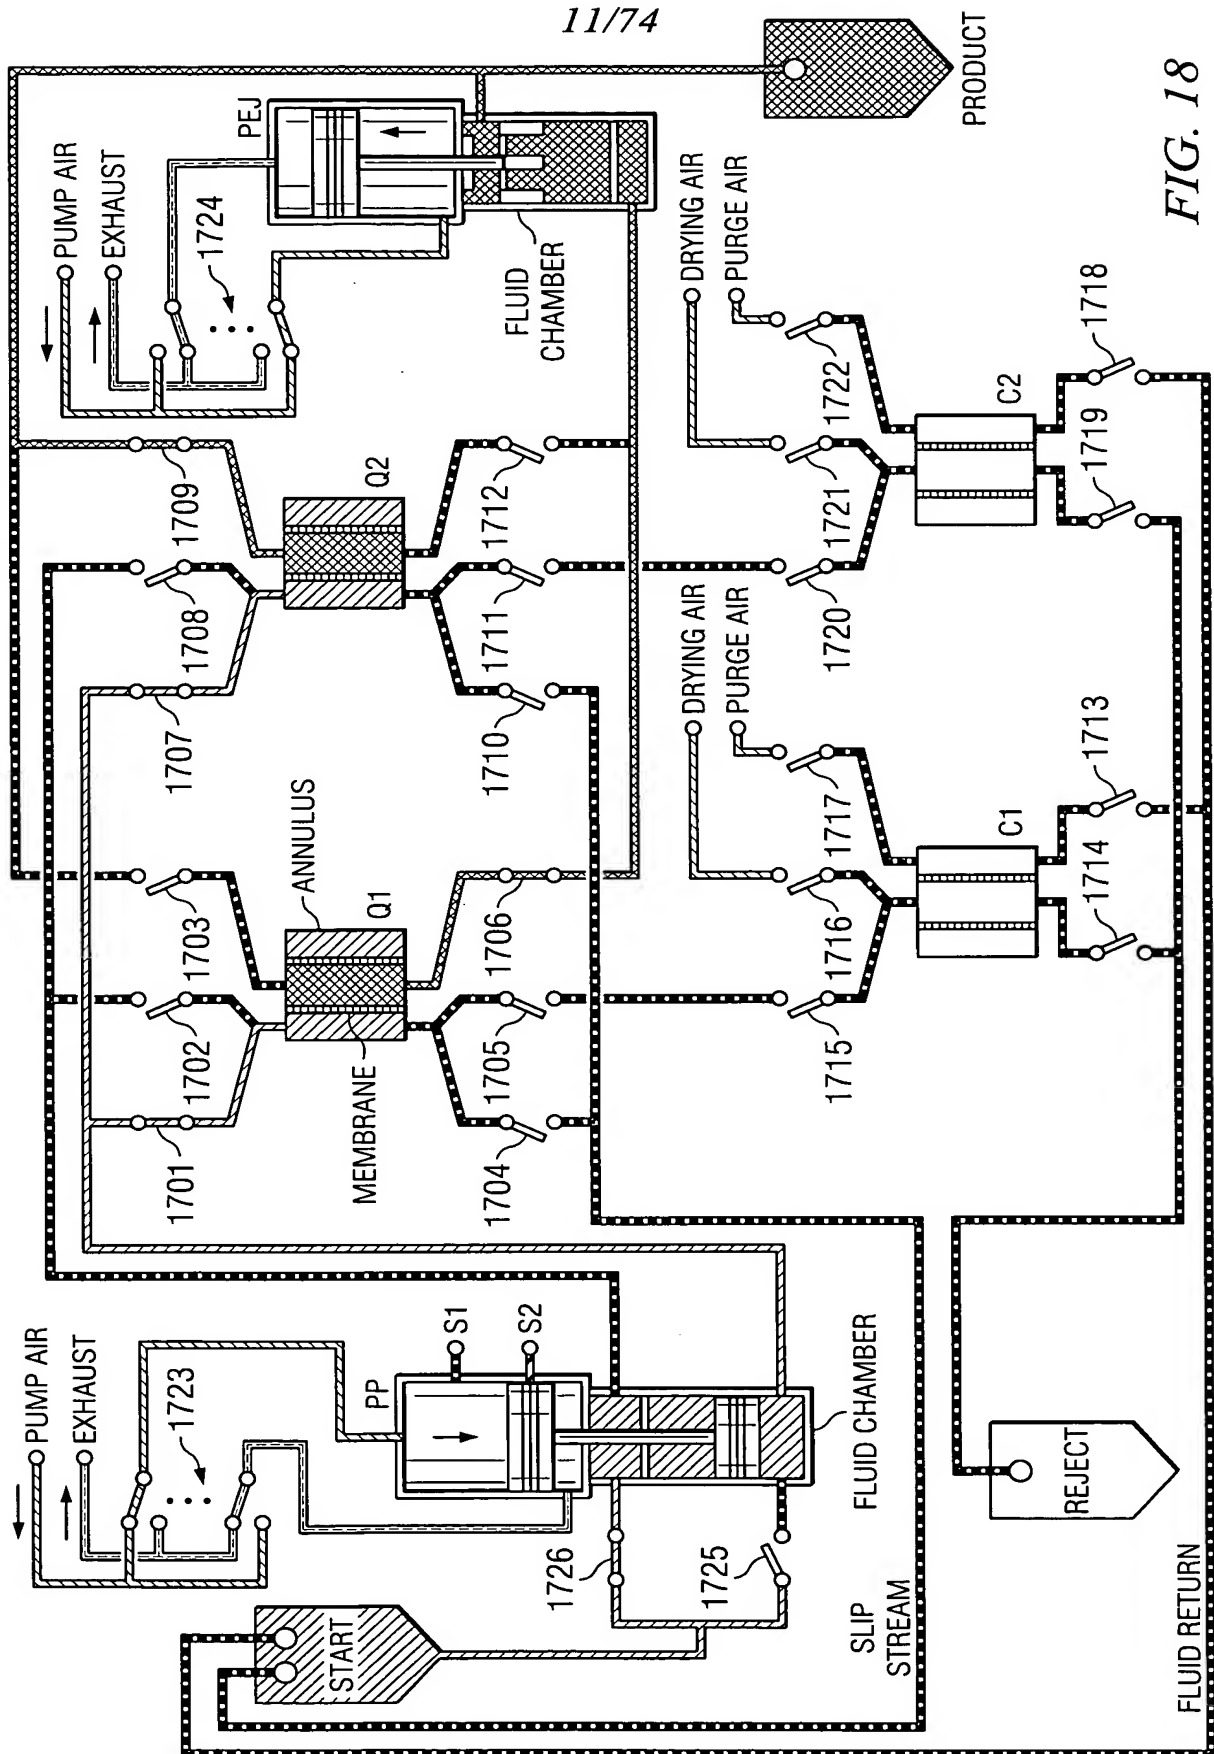 11/74
PUMP AIR
EXHAUST
1724
PEJ
FLUID
CHAMBER
PRODUCT
FIG. 18
1709
1708
1707
Q2
1712
1711
1710
DRYING AIR
PURGE AIR
1722
1721
1720
C2
1719
1718
ANNULUS
Q1
1703
1702
1701
MEMBRANE
1706
1705
1704
DRYING AIR
PURGE AIR
1717
1716
1715
C1
1714
1713
PUMP AIR
EXHAUST
1723
PP
S1
S2
FLUID CHAMBER
START
1726
1725
SLIP
STREAM
REJECT
FLUID RETURN